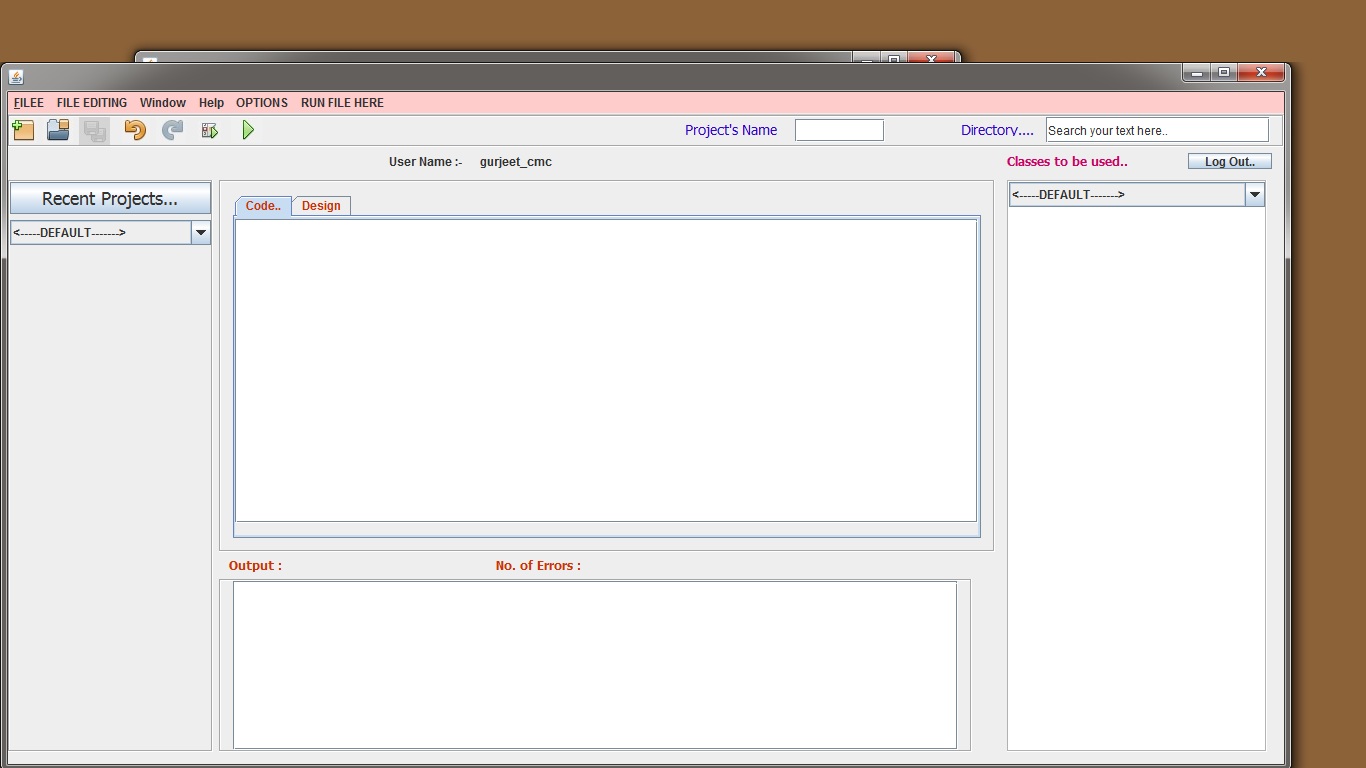 FILEE FILE EDITING Window Help OPTIONS RUN FILE HERE
Project's Name Directory.... Search your text here..
User Name :- gurjeet_cmc Classes to be used.. Log Out..
Recent Projects...
<-----DEFAULT------->
Code.. Design
<-----DEFAULT------->
Output : No. of Errors :